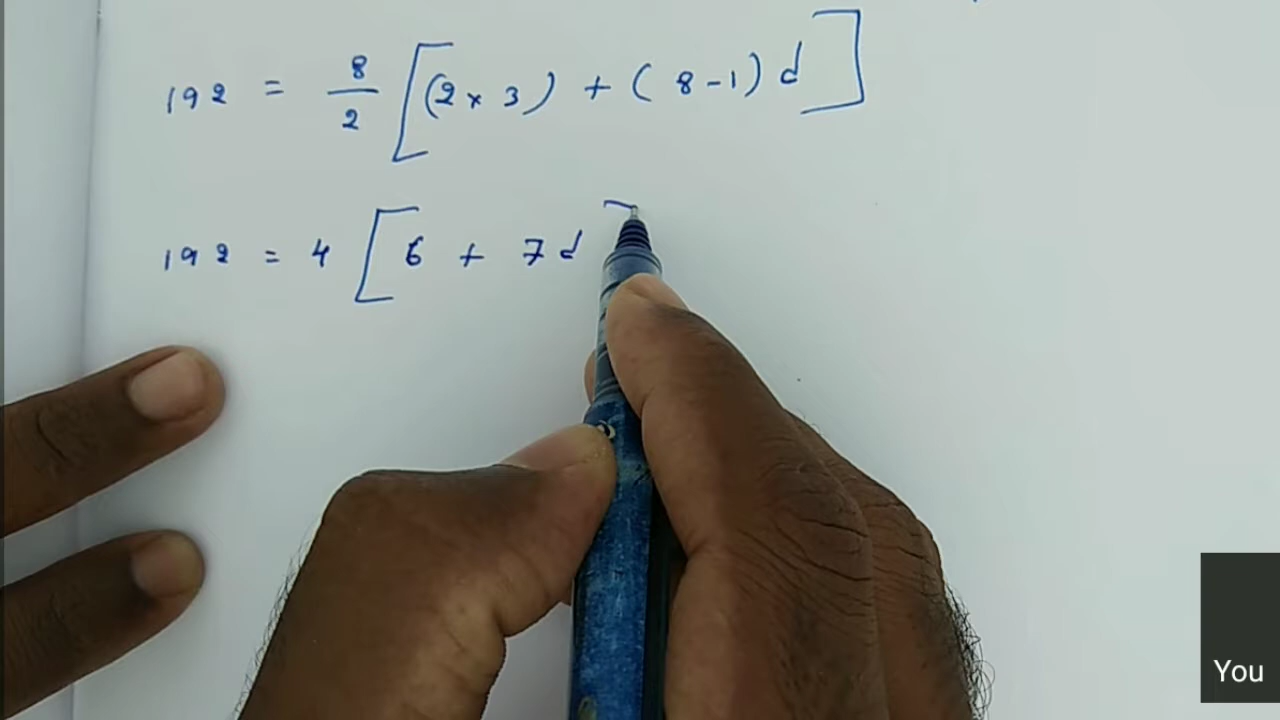 192 = 8/2 [(2 × 3) + (8 - 1) d]
192 = 4 [6 + 7d
You